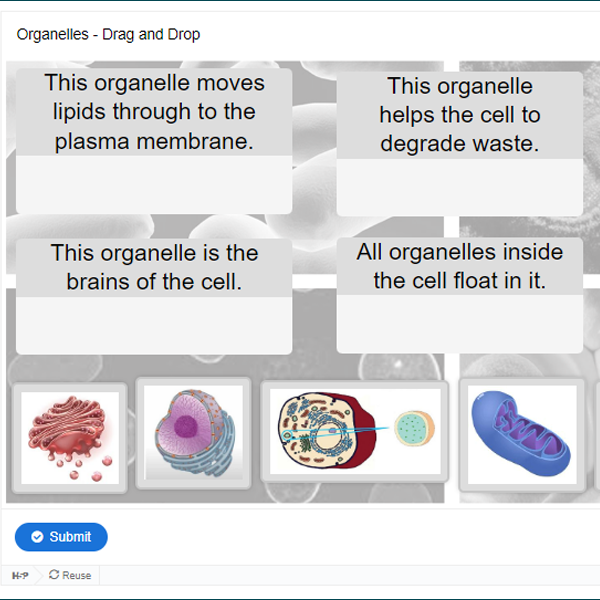 Organelles - Drag and Drop
This organelle moves
lipids through to the
plasma membrane.
This organelle
helps the cell to
degrade waste.
This organelle is the
brains of the cell.
All organelles inside
the cell float in it.
Submit
H-P
Reuse